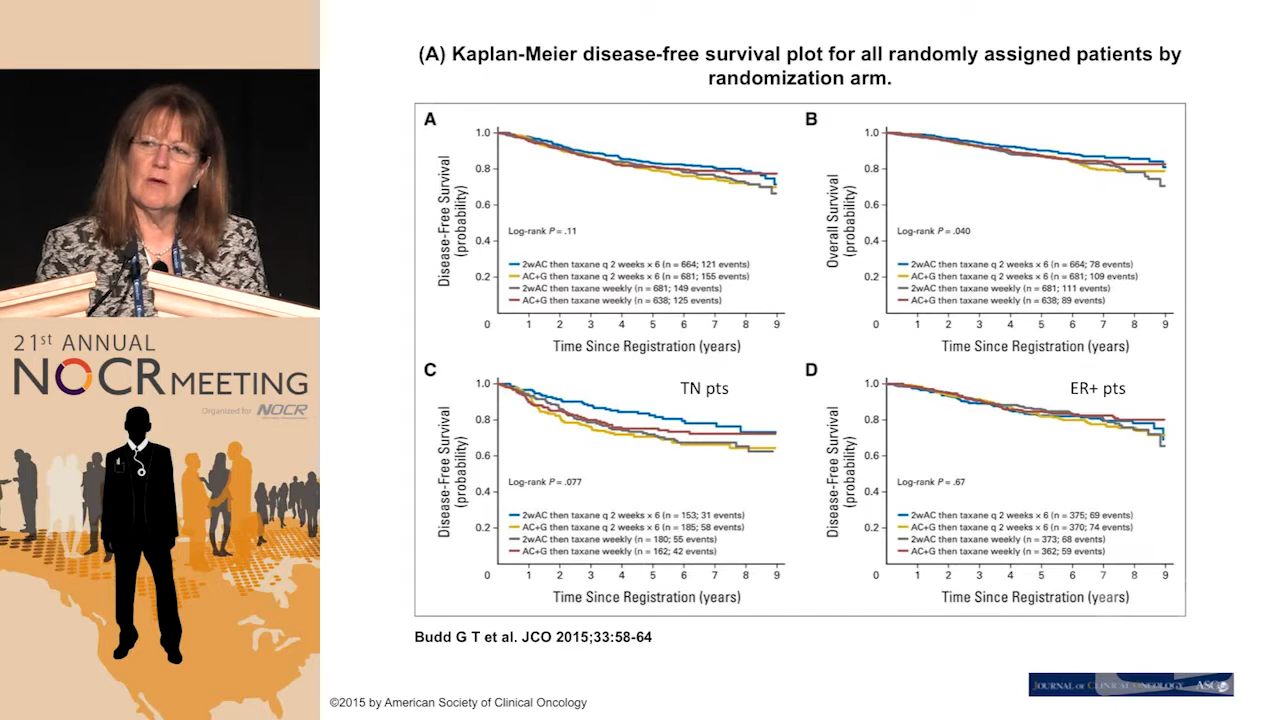 (A) Kaplan-Meier disease-free survival plot for all randomly assigned patients by
randomization arm.
A
Disease-Free Survival
(probability)
1.0
0.8
0.6
0.4
0.2
0
Log-rank P = .11
2wAC then taxane q 2 weeks × 6 (n = 664; 121 events)
AC+G then taxane q 2 weeks × 6 (n = 681; 155 events)
2wAC then taxane weekly (n = 681; 149 events)
AC+G then taxane weekly (n = 638; 125 events)
1 2 3 4 5 6 7 8 9
Time Since Registration (years)
B
Overall Survival
(probability)
1.0
0.8
0.6
0.4
0.2
0
Log-rank P = .040
2wAC then taxane q 2 weeks × 6 (n = 664; 78 events)
AC+G then taxane q 2 weeks × 6 (n = 681; 109 events)
2wAC then taxane weekly (n = 681; 111 events)
AC+G then taxane weekly (n = 638; 89 events)
1 2 3 4 5 6 7 8 9
Time Since Registration (years)
C
TN pts
Disease-Free Survival
(probability)
1.0
0.8
0.6
0.4
0.2
0
Log-rank P = .077
2wAC then taxane q 2 weeks × 6 (n = 153; 31 events)
AC+G then taxane q 2 weeks × 6 (n = 185; 58 events)
2wAC then taxane weekly (n = 180; 55 events)
AC+G then taxane weekly (n = 162; 42 events)
1 2 3 4 5 6 7 8 9
Time Since Registration (years)
D
ER+ pts
Disease-Free Survival
(probability)
1.0
0.8
0.6
0.4
0.2
0
Log-rank P = .67
2wAC then taxane q 2 weeks × 6 (n = 375; 69 events)
AC+G then taxane q 2 weeks × 6 (n = 370; 74 events)
2wAC then taxane weekly (n = 373; 68 events)
AC+G then taxane weekly (n = 362; 59 events)
1 2 3 4 5 6 7 8 9
Time Since Registration (years)
Budd G T et al. JCO 2015;33:58-64
JOURNAL OF CLINICAL ONCOLOGY ASCO
©2015 by American Society of Clinical Oncology
21st ANNUAL
NOCR MEETING
Organized for NOCR